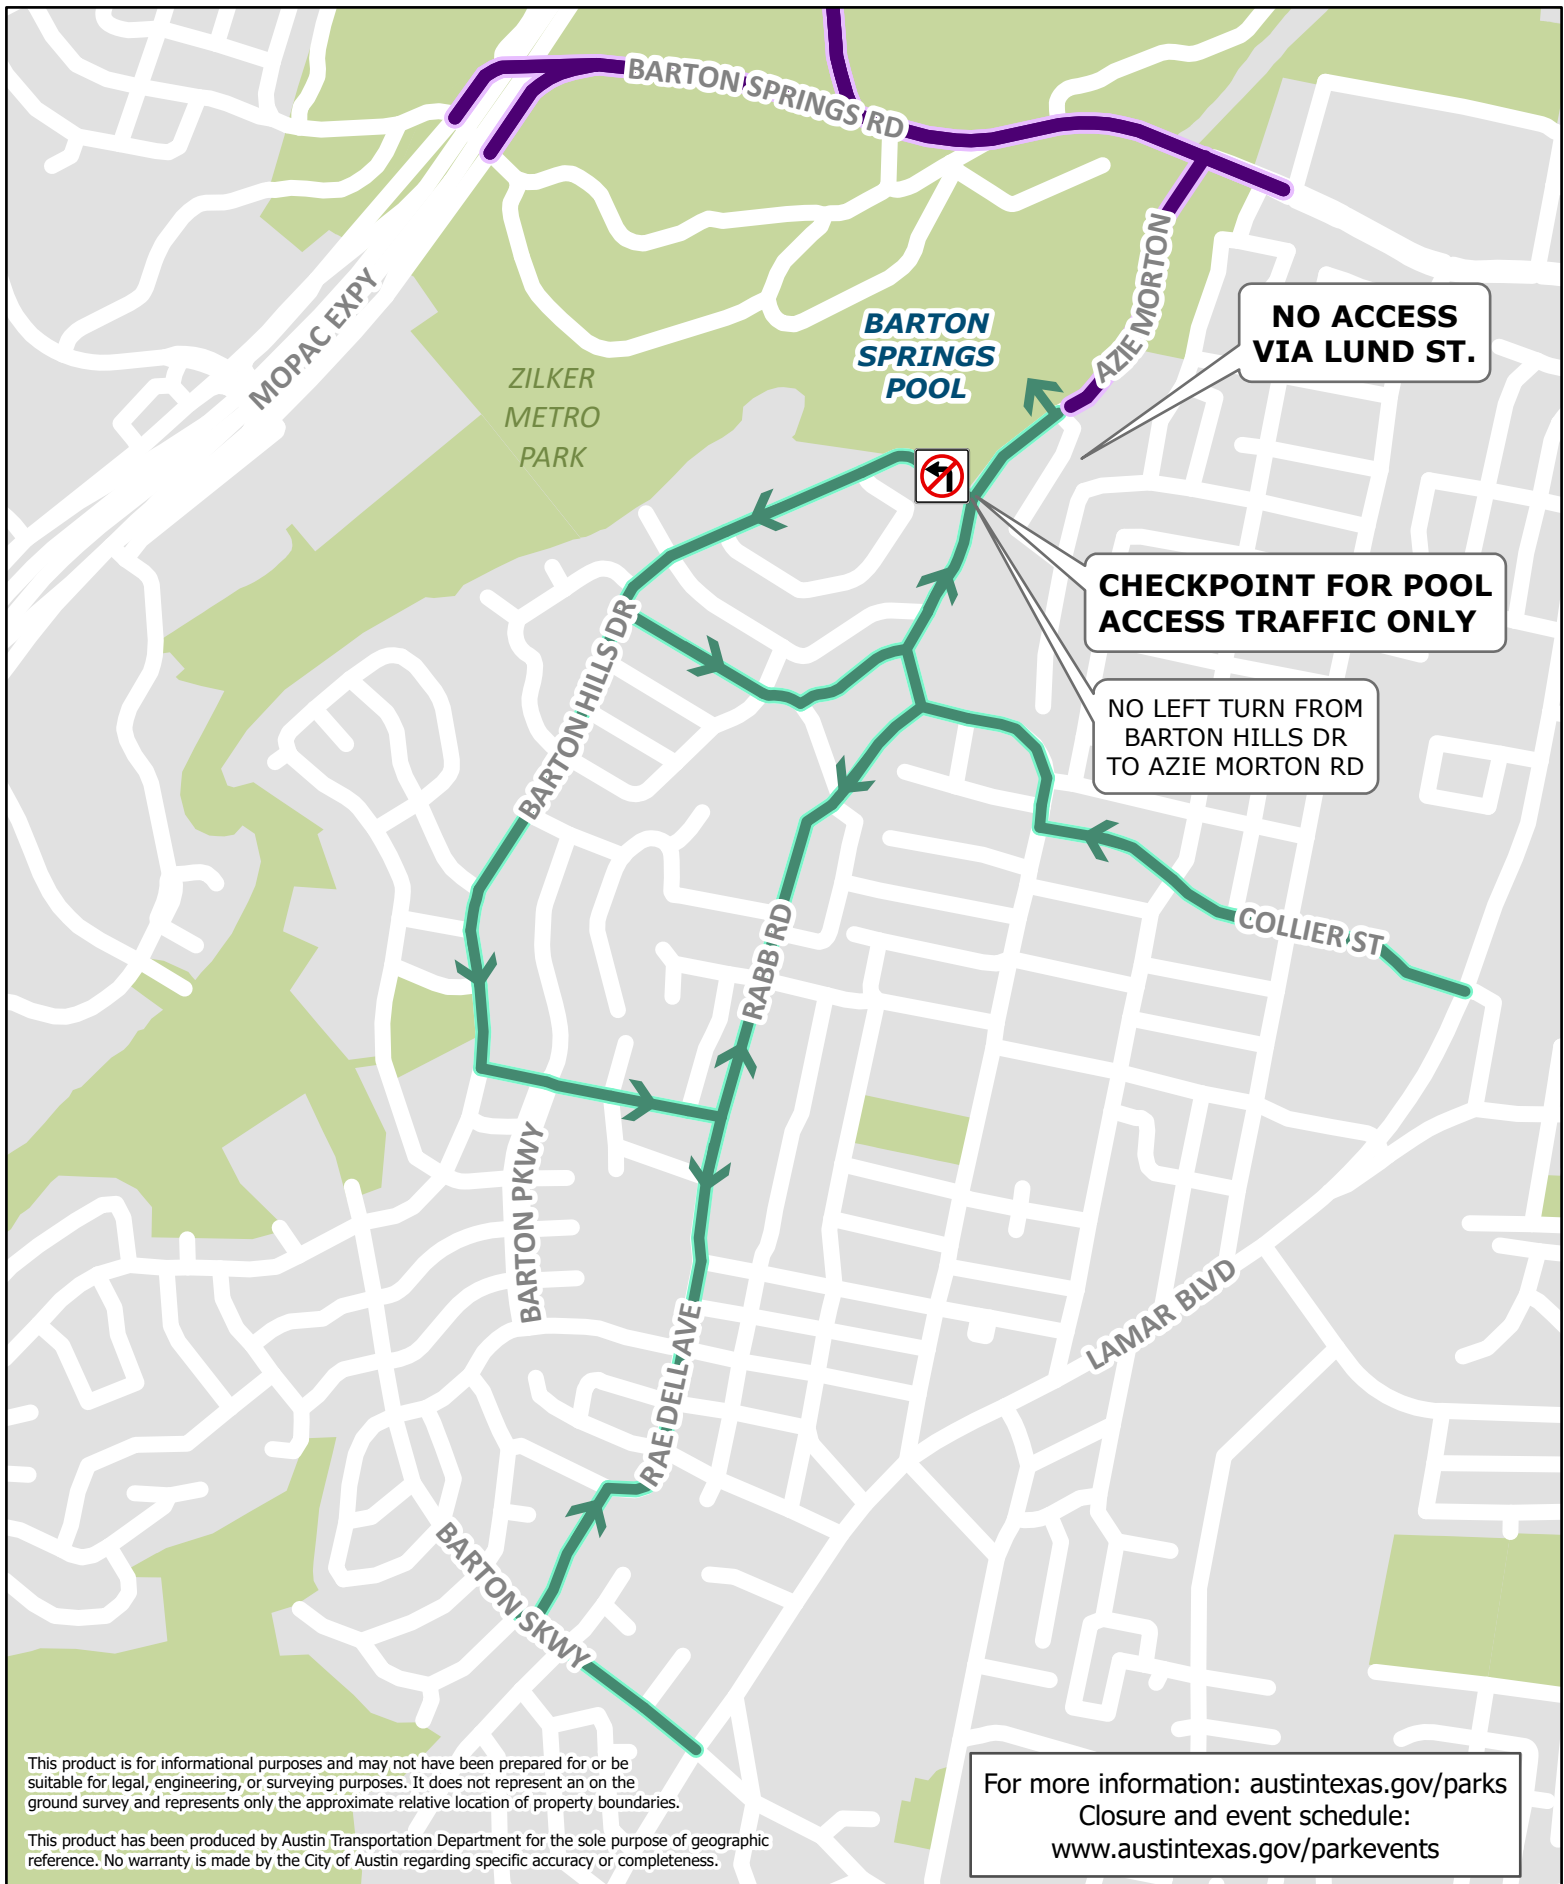 BARTON SPRINGS RD
MOPAC EXPY
AZIE MORTON
NO ACCESS
VIA LUND ST.
BARTON
SPRINGS
POOL
ZILKER
METRO
PARK
CHECKPOINT FOR POOL
ACCESS TRAFFIC ONLY
BARTON HILLS DR
NO LEFT TURN FROM
BARTON HILLS DR
TO AZIE MORTON RD
COLLIER ST
RABB RD
BARTON PKWY
LAMAR BLVD
RAE DELL AVE
BARTON SKWY
This product is for informational purposes and may not have been prepared for or be
suitable for legal, engineering, or surveying purposes. It does not represent an on the
ground survey and represents only the approximate relative location of property boundaries.
This product has been produced by Austin Transportation Department for the sole purpose of geographic
reference. No warranty is made by the City of Austin regarding specific accuracy or completeness.
For more information: austintexas.gov/parks
Closure and event schedule:
www.austintexas.gov/parkevents